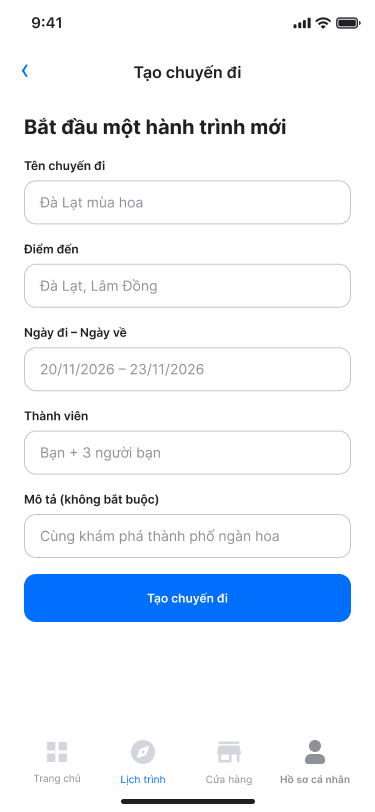 9:41
Tạo chuyến đi
Bắt đầu một hành trình mới
Tên chuyến đi
Đà Lạt mùa hoa
Điểm đến
Đà Lạt, Lâm Đồng
Ngày đi – Ngày về
20/11/2026 – 23/11/2026
Thành viên
Bạn + 3 người bạn
Mô tả (không bắt buộc)
Cùng khám phá thành phố ngàn hoa
Tạo chuyến đi
Trang chủ Lịch trình Cửa hàng Hồ sơ cá nhân